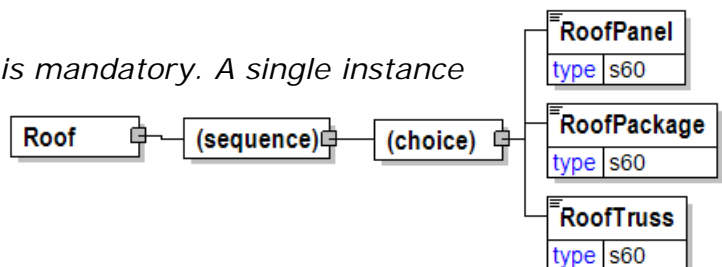 RoofPanel
type s60
is mandatory. A single instance
RoofPackage
type s60
Roof
(sequence)
(choice)
RoofTruss
type s60